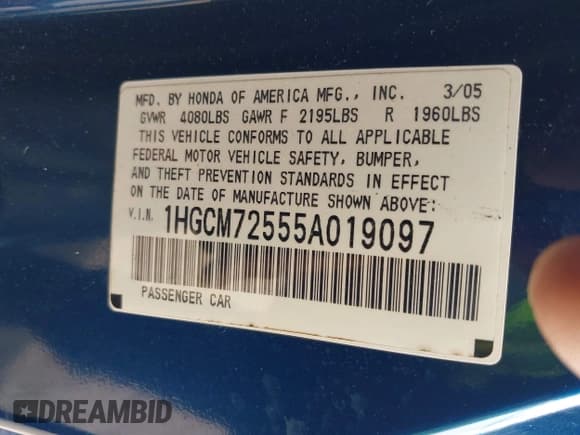 MFD. BY HONDA OF AMERICA MFG., INC. 3/05
GVWR 4080LBS GAWR F 2195LBS R 1960LBS
THIS VEHICLE CONFORMS TO ALL APPLICABLE
FEDERAL MOTOR VEHICLE SAFETY, BUMPER,
AND THEFT PREVENTION STANDARDS IN EFFECT
ON THE DATE OF MANUFACTURE SHOWN ABOVE:
V.I.N. 1HGCM72555A019097
PASSENGER CAR
DREAMBID